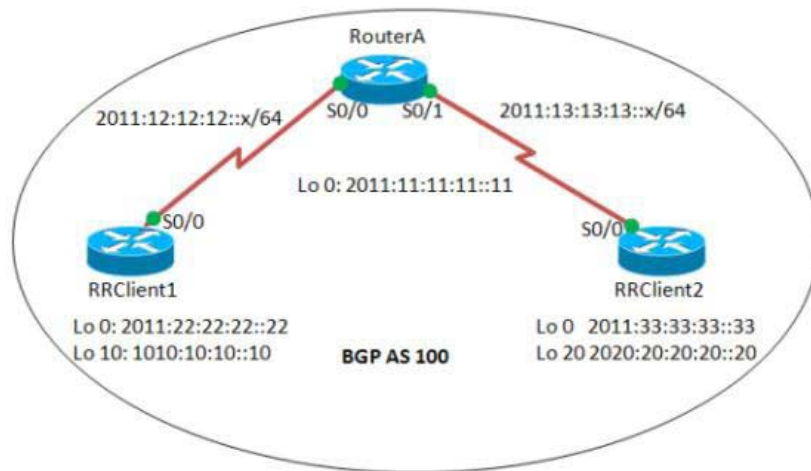 RouterA
2011:12:12:12::x/64
S0/0
S0/1
2011:13:13:13::x/64
Lo 0: 2011:11:11:11::11
S0/0
S0/0
RRClient1
RRClient2
Lo 0: 2011:22:22:22::22
Lo 10: 1010:10:10::10
BGP AS 100
Lo 0 2011:33:33:33::33
Lo 20 2020:20:20:20::20